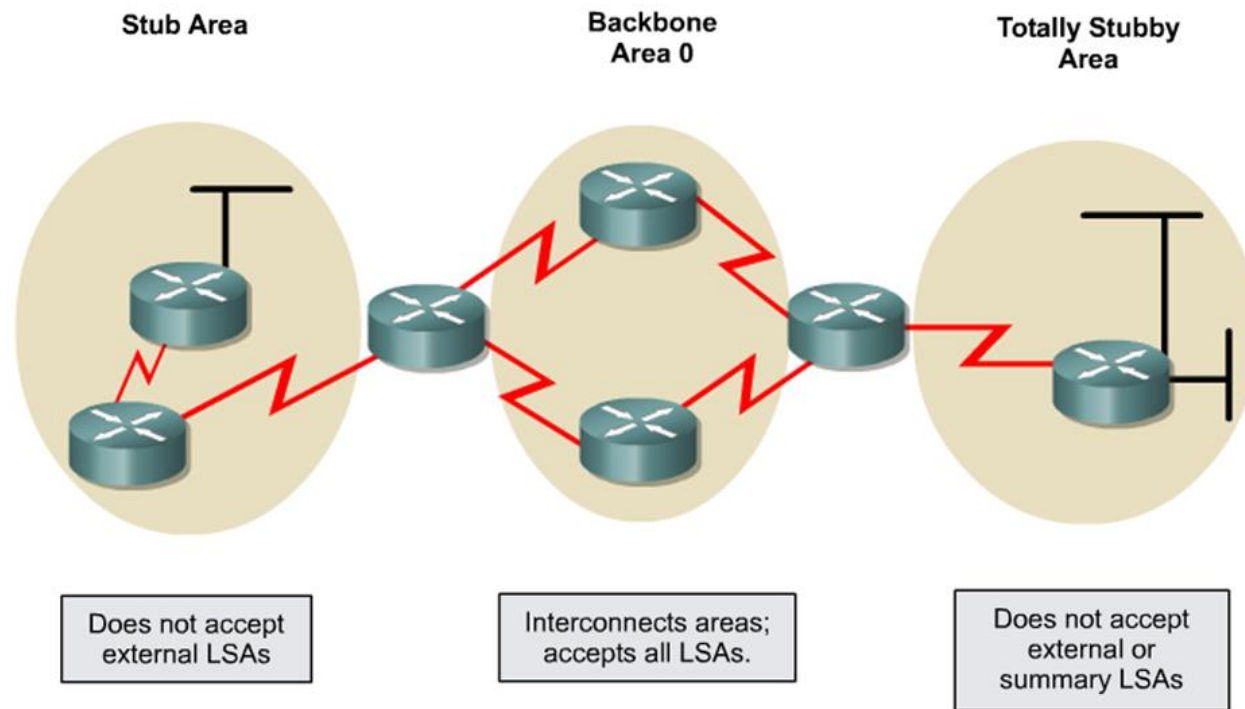 Stub Area
Backbone
Area 0
Totally Stubby
Area
Does not accept
external LSAs
Interconnects areas;
accepts all LSAs.
Does not accept
external or
summary LSAs